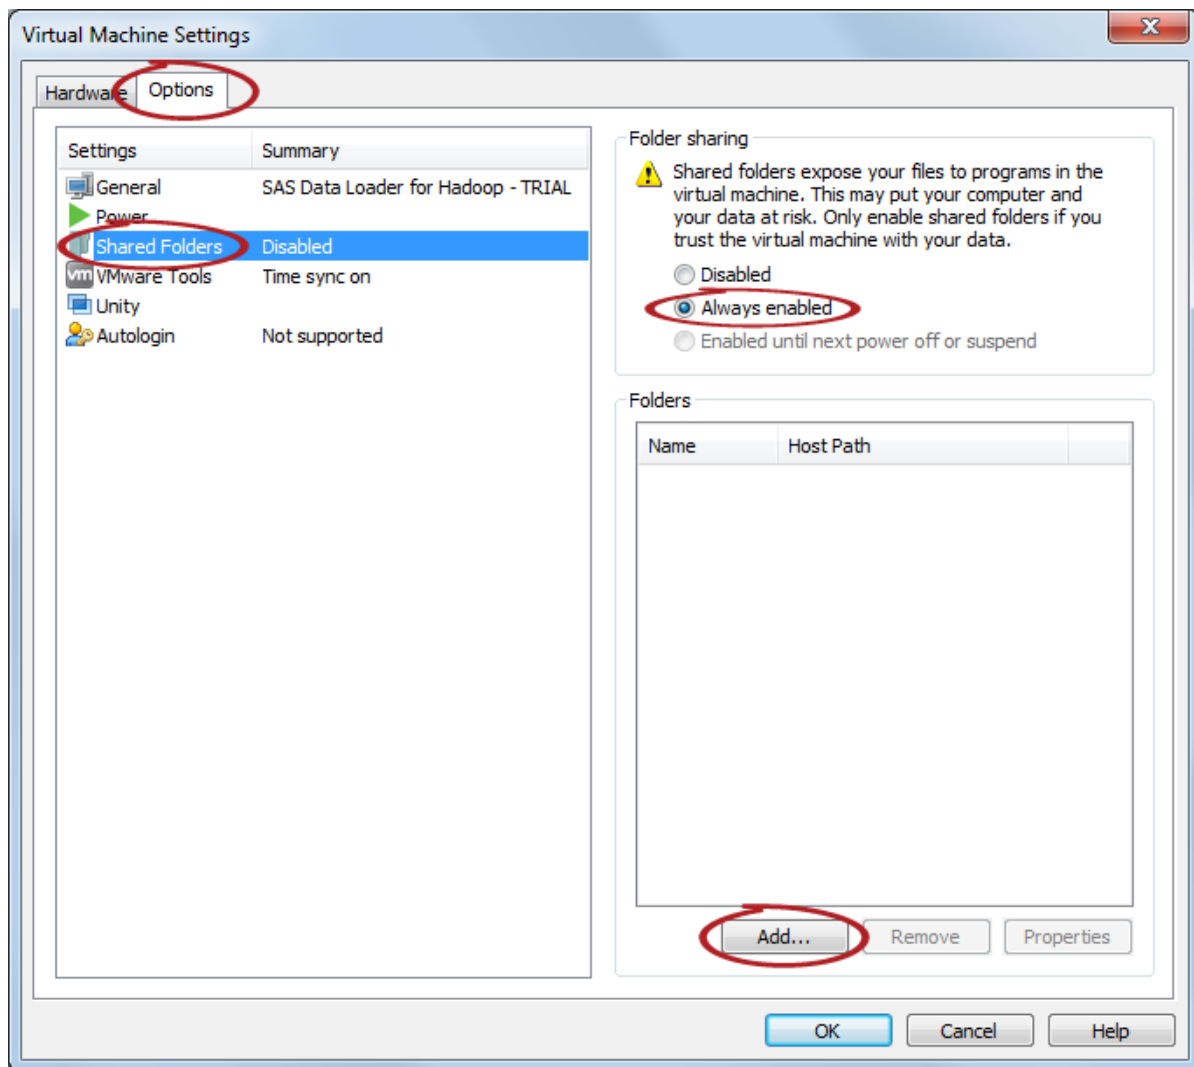 Virtual Machine Settings
x
Hardware
Options
Settings Summary
General SAS Data Loader for Hadoop - TRIAL
Power
Shared Folders Disabled
vm VMware Tools Time sync on
Unity
Autologin Not supported
Folder sharing
Shared folders expose your files to programs in the
virtual machine. This may put your computer and
your data at risk. Only enable shared folders if you
trust the virtual machine with your data.
Disabled
Always enabled
Enabled until next power off or suspend
Folders
Name Host Path
Add... Remove Properties
OK Cancel Help